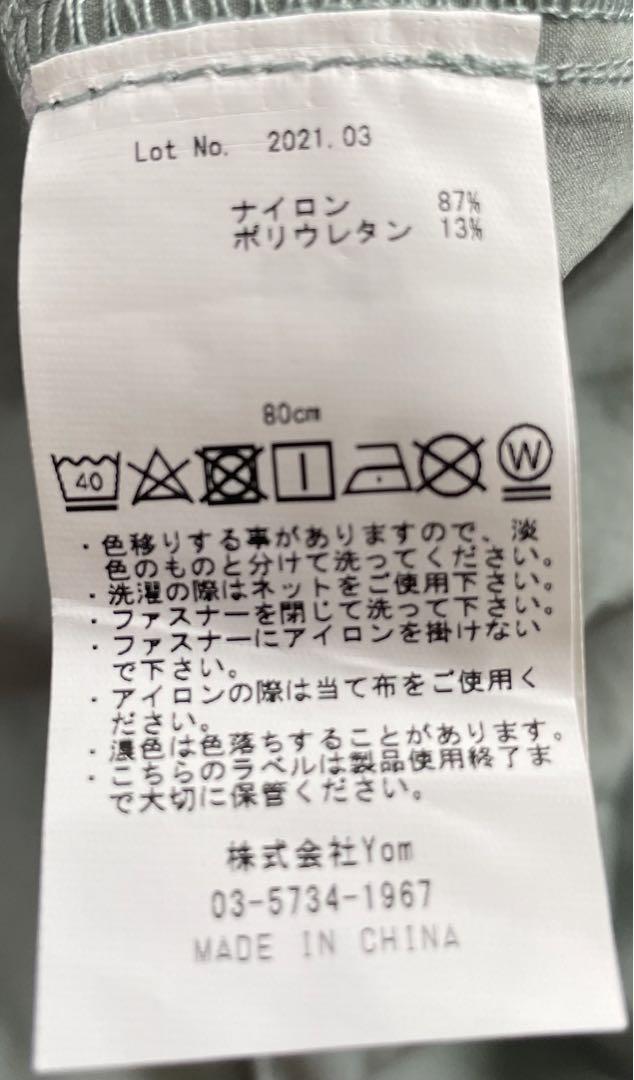 Lot No. 2021.03
ナイロン 87%
ポリウレタン 13%
80cm
40 W
・色移りする事がありますので、淡
色のものと分けて洗ってください。
・洗濯の際はネットをご使用下さい。
・ファスナーを閉じて洗って下さい。
・ファスナーにアイロンを掛けない
で下さい。
・アイロンの際は当て布をご使用く
ださい。
・濃色は色落ちすることがあります。
・こちらのラベルは製品使用終了ま
で大切に保管ください。
株式会社Yom
03-5734-1967
MADE IN CHINA